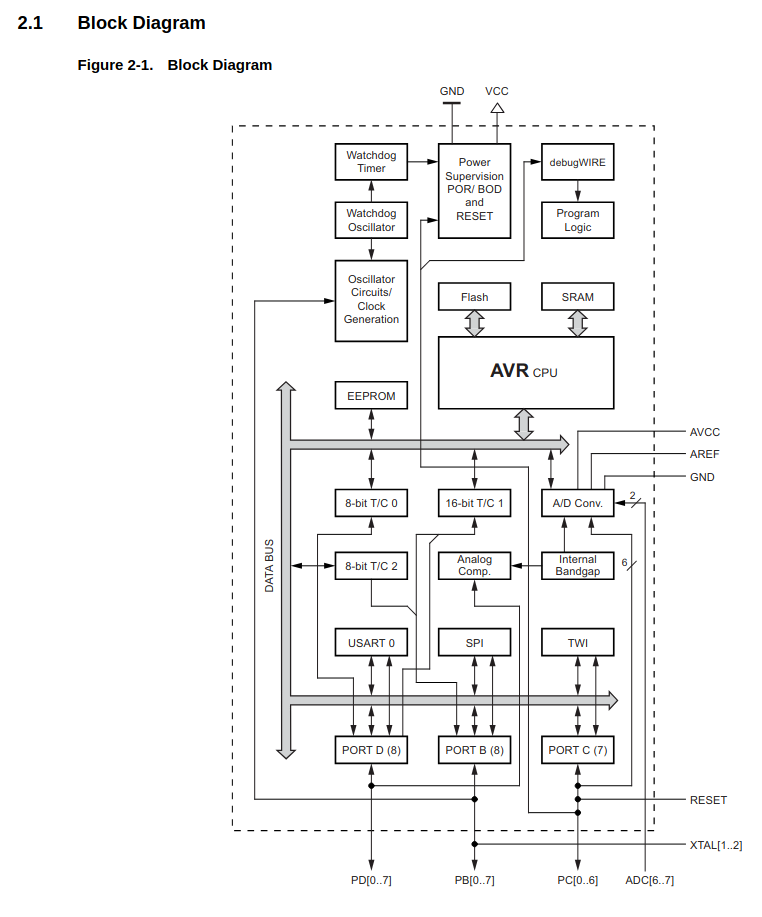 2.1 Block Diagram
Figure 2-1. Block Diagram
GND VCC
Watchdog
Timer
Power
Supervision
POR/ BOD
and
RESET
debugWIRE
Watchdog
Oscillator
Program
Logic
Oscillator
Circuits/
Clock
Generation
Flash
SRAM
AVR CPU
EEPROM
AVCC
AREF
GND
8-bit T/C 0
16-bit T/C 1
A/D Conv.
2
DATA BUS
8-bit T/C 2
Analog
Comp.
Internal
Bandgap
6
USART 0
SPI
TWI
PORT D (8)
PORT B (8)
PORT C (7)
RESET
XTAL[1..2]
PD[0..7]
PB[0..7]
PC[0..6]
ADC[6..7]